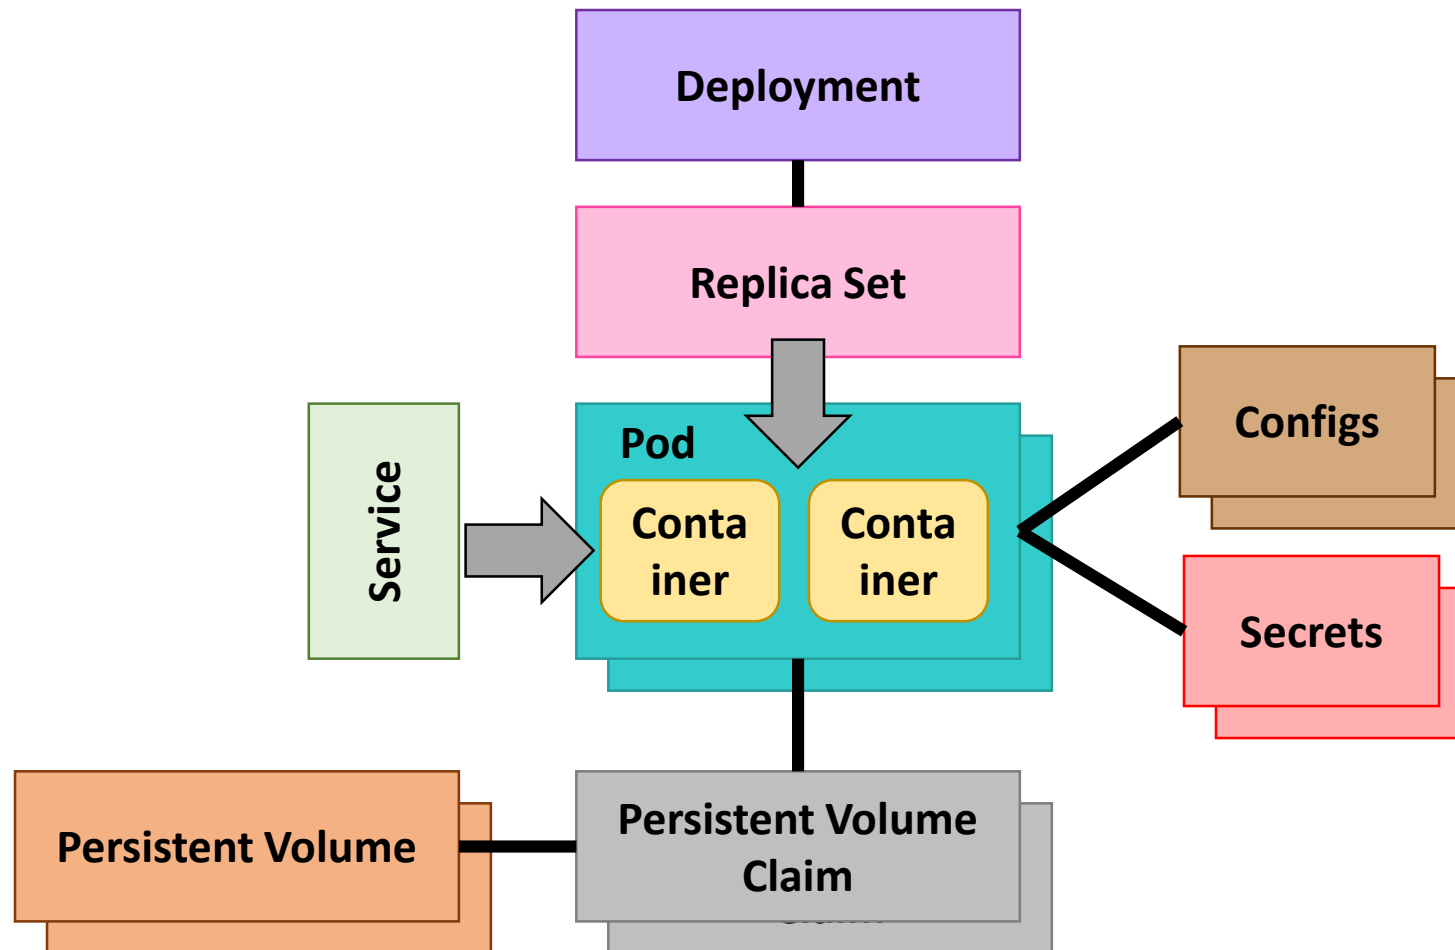 Deployment
Replica Set
Pod
Conta
iner
Conta
iner
Service
Configs
Secrets
Persistent Volume
Persistent Volume
Claim